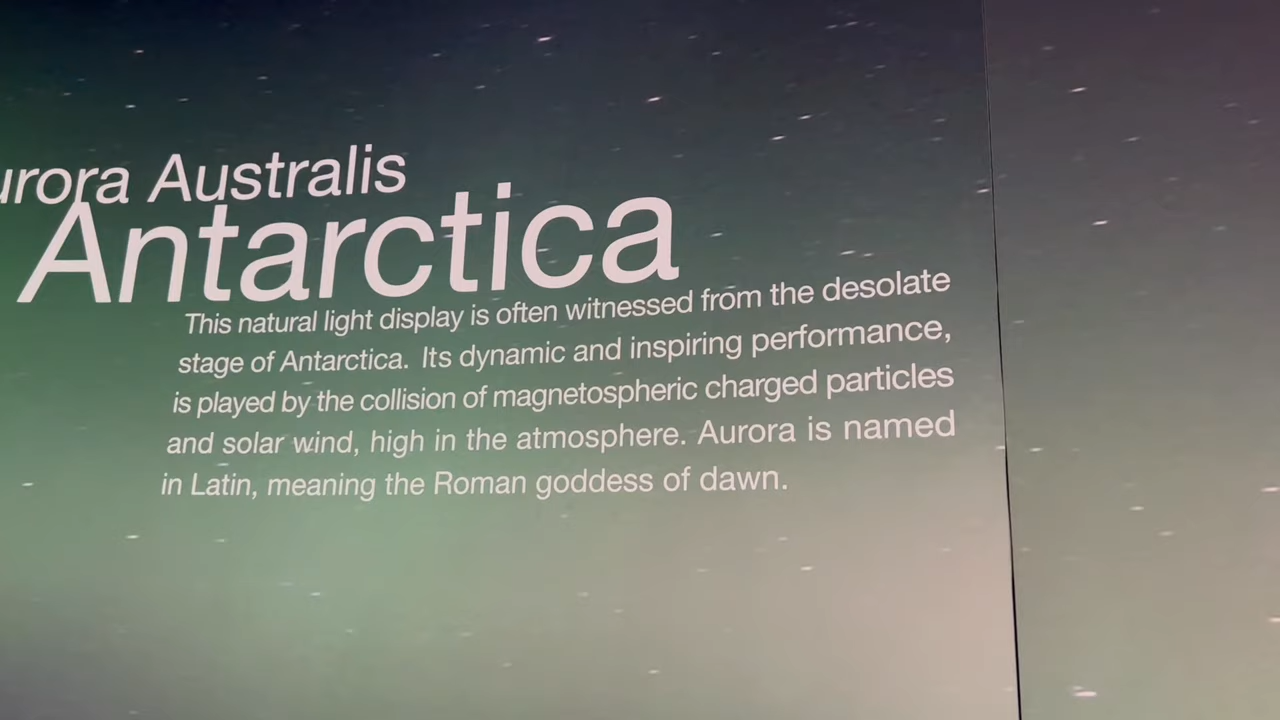 urora Australis
Antarctica
This natural light display is often witnessed from the desolate
stage of Antarctica. Its dynamic and inspiring performance,
is played by the collision of magnetospheric charged particles
and solar wind, high in the atmosphere. Aurora is named
in Latin, meaning the Roman goddess of dawn.